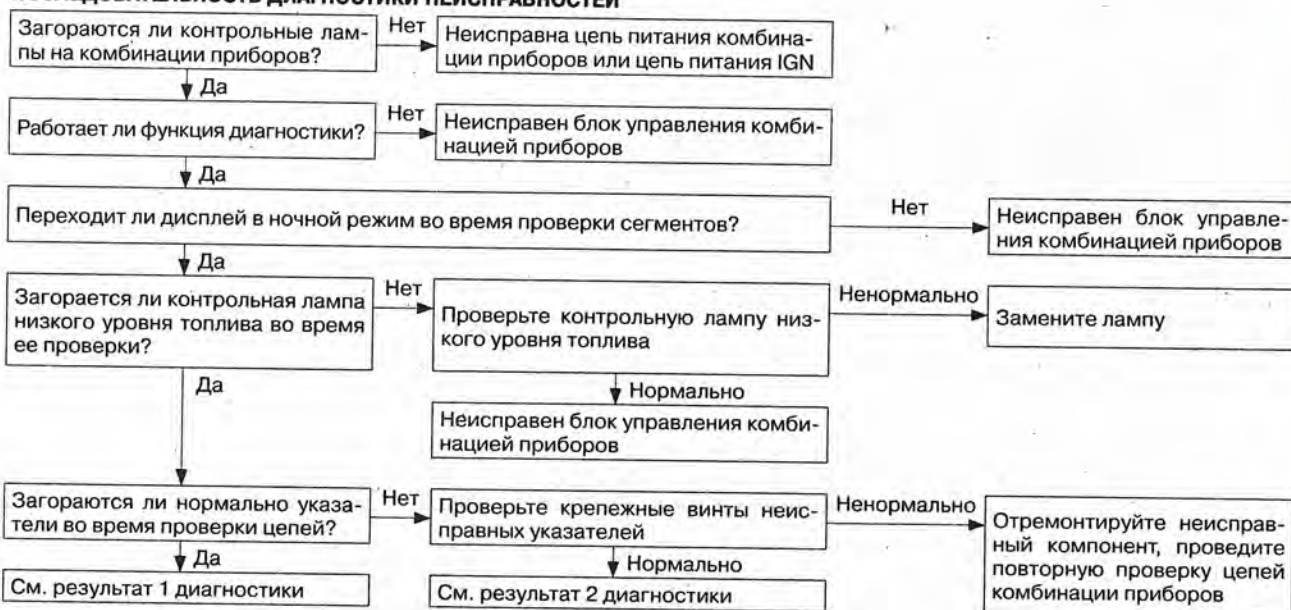 ПОСЛЕДОВАТЕЛЬНОСТЬ ДИАГНОСТИКИ НЕИСПРАВНОСТЕЙ
Загораются ли контрольные лам-
пы на комбинации приборов?
Нет
Неисправна цепь питания комбина-
ции приборов или цепь питания IGN
Да
Работает ли функция диагностики?
Нет
Неисправен блок управления комби-
нацией приборов
Да
Переходит ли дисплей в ночной режим во время проверки сегментов?
Нет
Неисправен блок управле-
ния комбинацией приборов
Да
Загорается ли контрольная лампа
низкого уровня топлива во время
ее проверки?
Нет
Проверьте контрольную лампу низ-
кого уровня топлива
Ненормально
Замените лампу
Да
Нормально
Неисправен блок управления комби-
нацией приборов
Загораются ли нормально указа-
тели во время проверки цепей?
Нет
Проверьте крепежные винты неис-
правных указателей
Ненормально
Отремонтируйте неисправ-
ный компонент, проведите
повторную проверку цепей
комбинации приборов
Да
Нормально
См. результат 1 диагностики
См. результат 2 диагностики